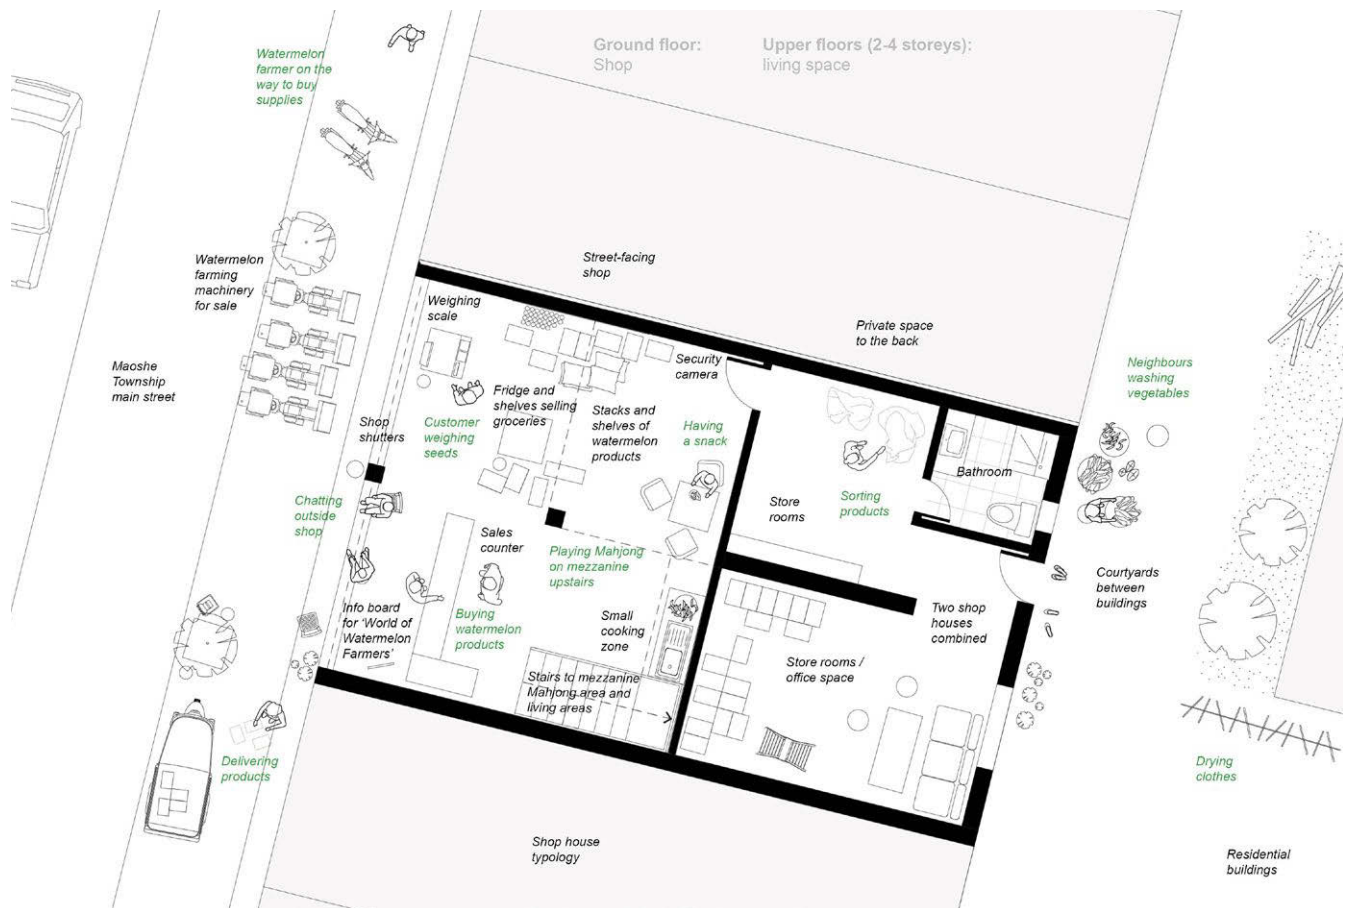 Ground floor:
Shop
Upper floors (2-4 storeys):
living space
Watermelon
farmer on the
way to buy
supplies
Street-facing
shop
Watermelon
farming
machinery
for sale
Weighing
scale
Private space
to the back
Security
camera
Neighbours
washing
vegetables
Maoshe
Township
main street
Fridge and
shelves selling
groceries
Stacks and
shelves of
watermelon
products
Having
a snack
Shop
shutters
Customer
weighing
seeds
Bathroom
Chatting
outside
shop
Store
rooms
Sorting
products
Sales
counter
Playing Mahjong
on mezzanine
upstairs
Courtyards
between
buildings
Info board
for 'World of
Watermelon
Farmers'
Buying
watermelon
products
Small
cooking
zone
Two shop
houses
combined
Stairs to mezzanine
Mahjong area and
living areas
Store rooms /
office space
Delivering
products
Drying
clothes
Shop house
typology
Residential
buildings